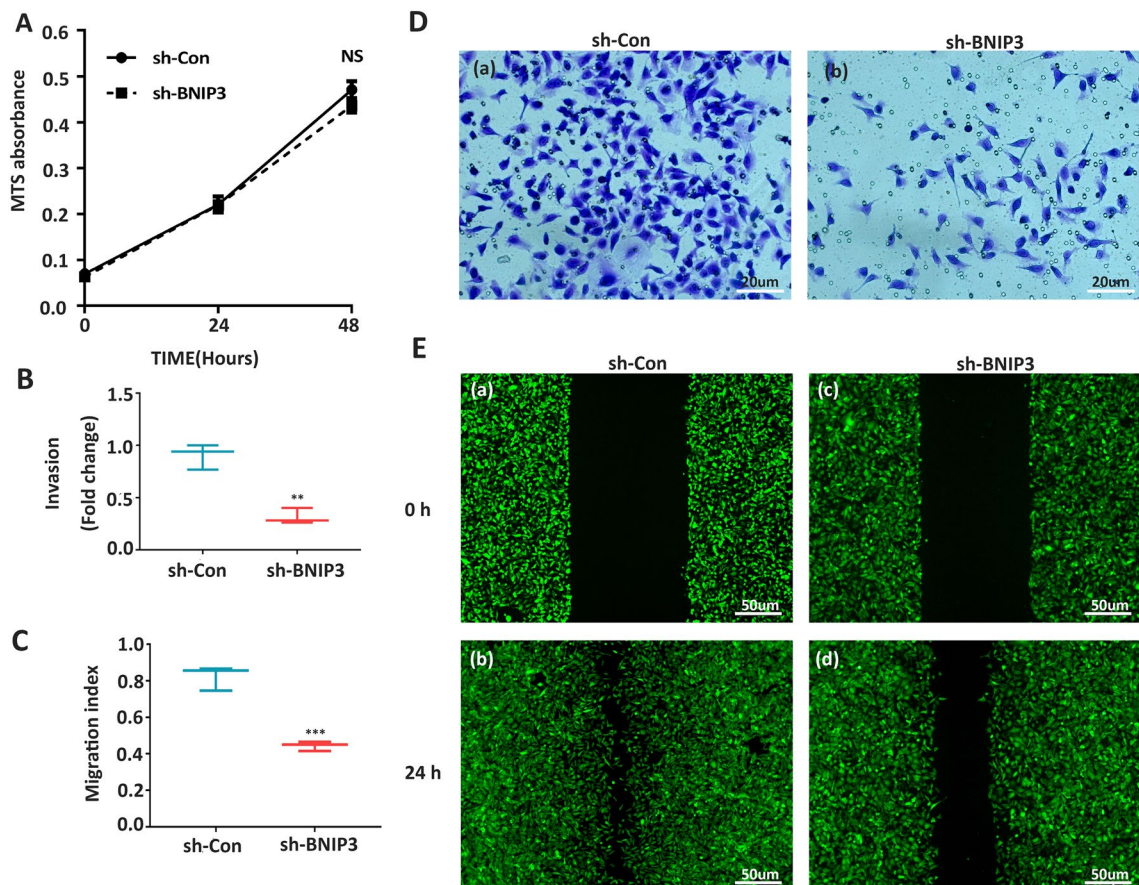 A
0.6
0.5
0.4
0.3
0.2
0.1
0.0
MTS absorbance
sh-Con
sh-BNIP3
NS
0
24
48
TIME(Hours)
B
1.5
1.0
0.5
0.0
Invasion
(Fold change)
**
sh-Con
sh-BNIP3
C
1.0
0.8
0.6
0.4
0.2
0.0
Migration index
***
sh-Con
sh-BNIP3
D
sh-Con
sh-BNIP3
(a)
20um
(b)
20um
E
sh-Con
sh-BNIP3
0 h
(a)
50um
(c)
50um
24 h
(b)
50um
(d)
50um